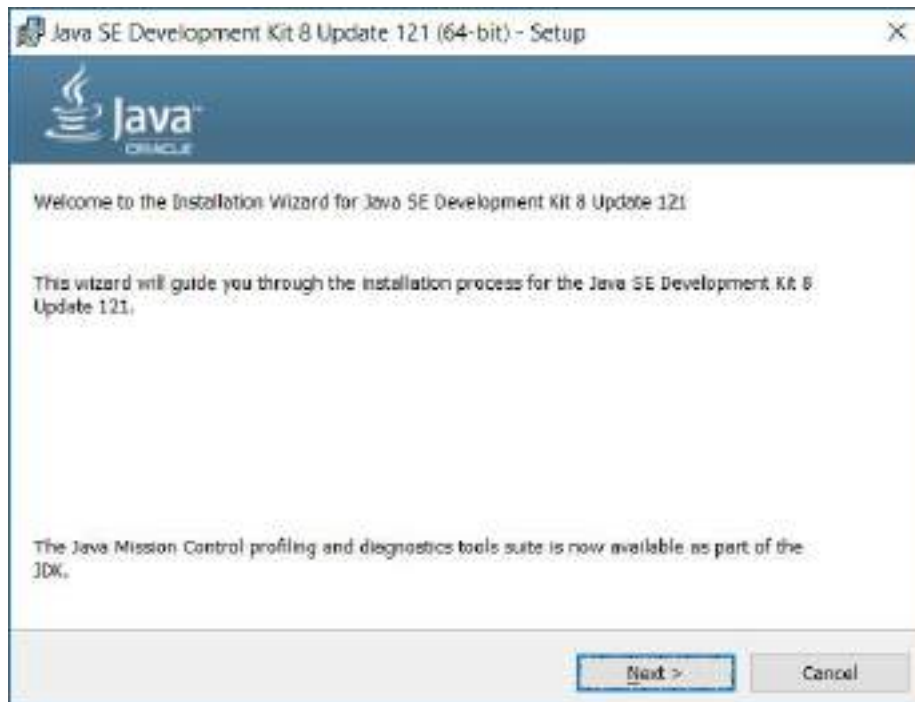 Java SE Development Kit 8 Update 121 (64-bit) - Setup
Java™
ORACLE
Welcome to the Installation Wizard for Java SE Development Kit 8 Update 121
This wizard will guide you through the installation process for the Java SE Development Kit 8
Update 121.
The Java Mission Control profiling and diagnostics tools suite is now available as part of the
JDK.
Next >
Cancel